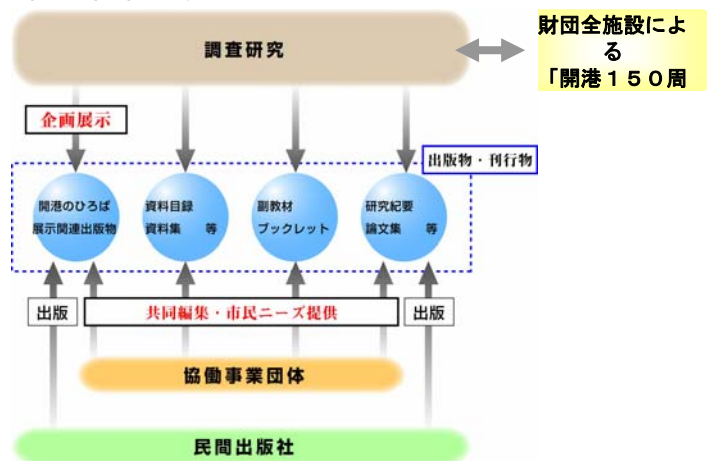 調査研究
財団全施設によ
る
「開港１５０周
企画展示
出版物・刊行物
開港のひろば
展示関連出版物
資料目録
資料集　等
副教材
ブックレット
研究紀要
論文集　等
出版
共同編集・市民ニーズ提供
出版
協働事業団体
民間出版社